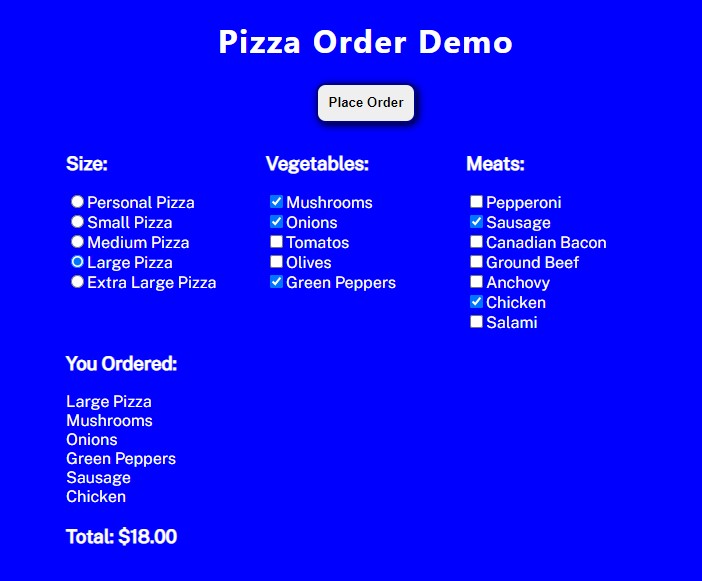 Pizza Order Demo
Place Order
Size:
Personal Pizza
Small Pizza
Medium Pizza
Large Pizza
Extra Large Pizza
Vegetables:
Mushrooms
Onions
Tomatos
Olives
Green Peppers
Meats:
Pepperoni
Sausage
Canadian Bacon
Ground Beef
Anchovy
Chicken
Salami
You Ordered:
Large Pizza
Mushrooms
Onions
Green Peppers
Sausage
Chicken
Total: $18.00